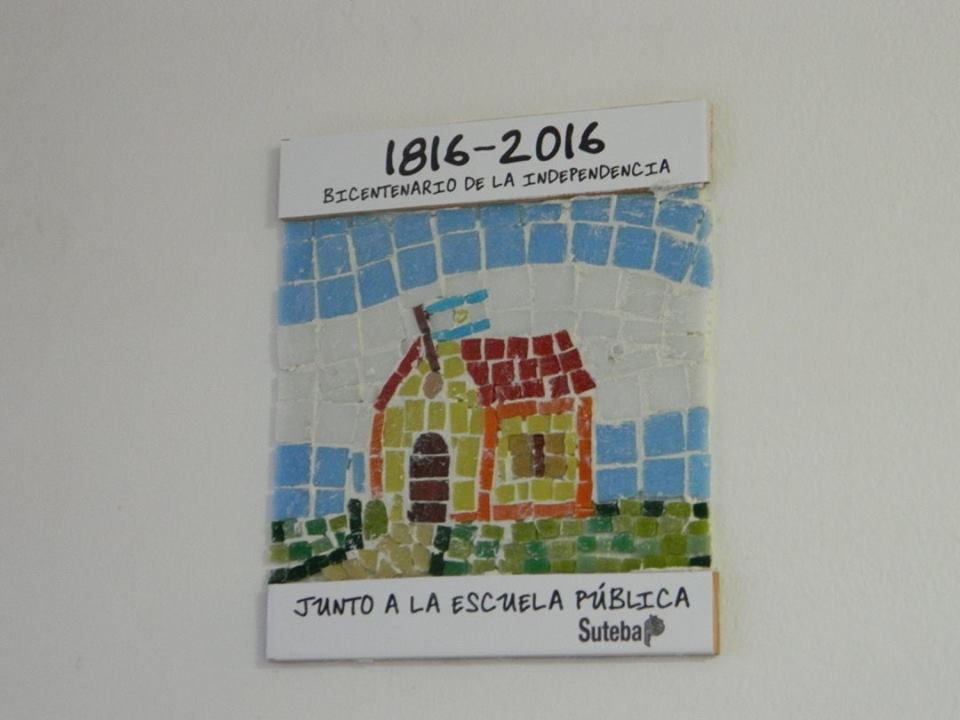 1816-2016
BICENTENARIO DE LA INDEPENDENCIA
JUNTO A LA ESCUELA PÚBLICA
Suteba